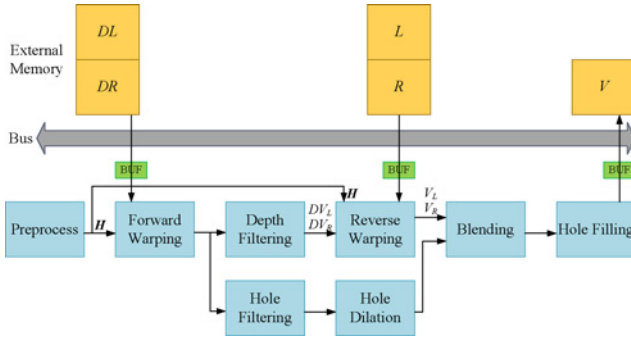 External
Memory
DL
DR
L
R
V
Bus
BUF
BUF
BUF
H
H
DV_L
DV_R
V_L
V_R
Preprocess
Forward
Warping
Depth
Filtering
Reverse
Warping
Blending
Hole Filling
Hole
Filtering
Hole
Dilation